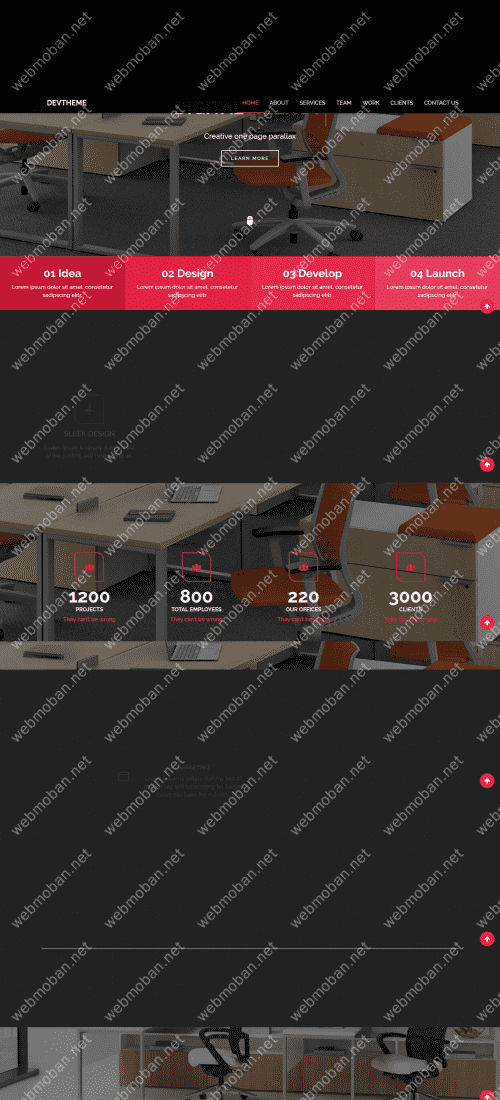 DEVTHEME
HOME ABOUT SERVICES TEAM WORK CLIENTS CONTACT US
Creative one page parallax
LEARN MORE
01 Idea 02 Design 03 Develop 04 Launch
Lorem ipsum dolor sit amet, consetetur Lorem ipsum dolor sit amet, consetetur Lorem ipsum dolor sit amet, consetetur Lorem ipsum dolor sit amet, consetetur
sadipscing elitr. sadipscing elitr. sadipscing elitr. sadipscing elitr.
SLEEK DESIGN
1200 800 220 3000
PROJECTS TOTAL EMPLOYEES OUR OFFICES CLIENTS
They can't be wrong They can't be wrong They can't be wrong They can't be wrong
webmoban.net